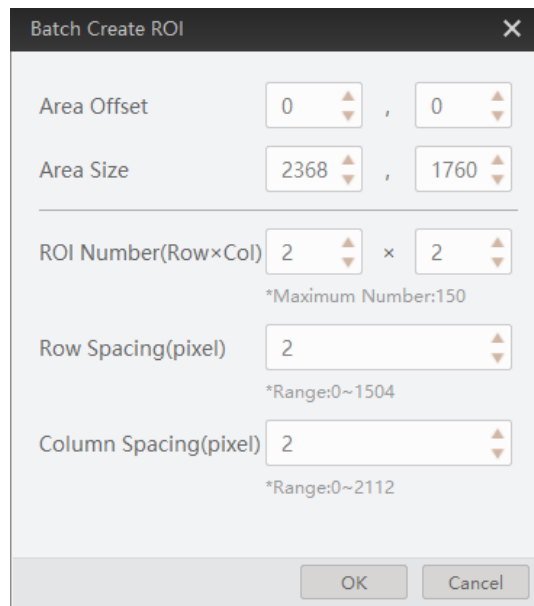 Batch Create ROI
Area Offset 0 , 0
Area Size 2368 , 1760
ROI Number(Row×Col) 2 × 2
*Maximum Number:150
Row Spacing(pixel) 2
*Range:0~1504
Column Spacing(pixel) 2
*Range:0~2112
OK Cancel